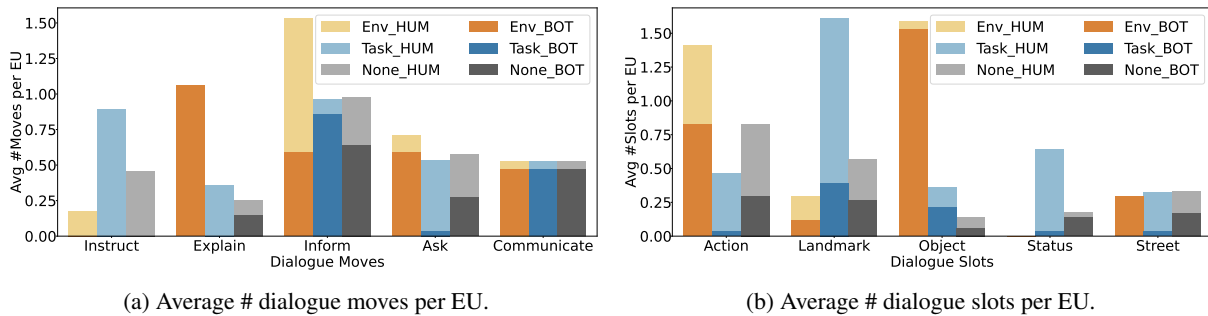 1.50
1.25
1.00
0.75
0.50
0.25
0.00
Avg #Moves per EU
Env_HUM
Task_HUM
None_HUM
Env_BOT
Task_BOT
None_BOT
Instruct Explain Inform Ask Communicate
Dialogue Moves
(a) Average # dialogue moves per EU.
1.50
1.25
1.00
0.75
0.50
0.25
0.00
Avg #Slots per EU
Env_HUM
Task_HUM
None_HUM
Env_BOT
Task_BOT
None_BOT
Action Landmark Object Status Street
Dialogue Slots
(b) Average # dialogue slots per EU.